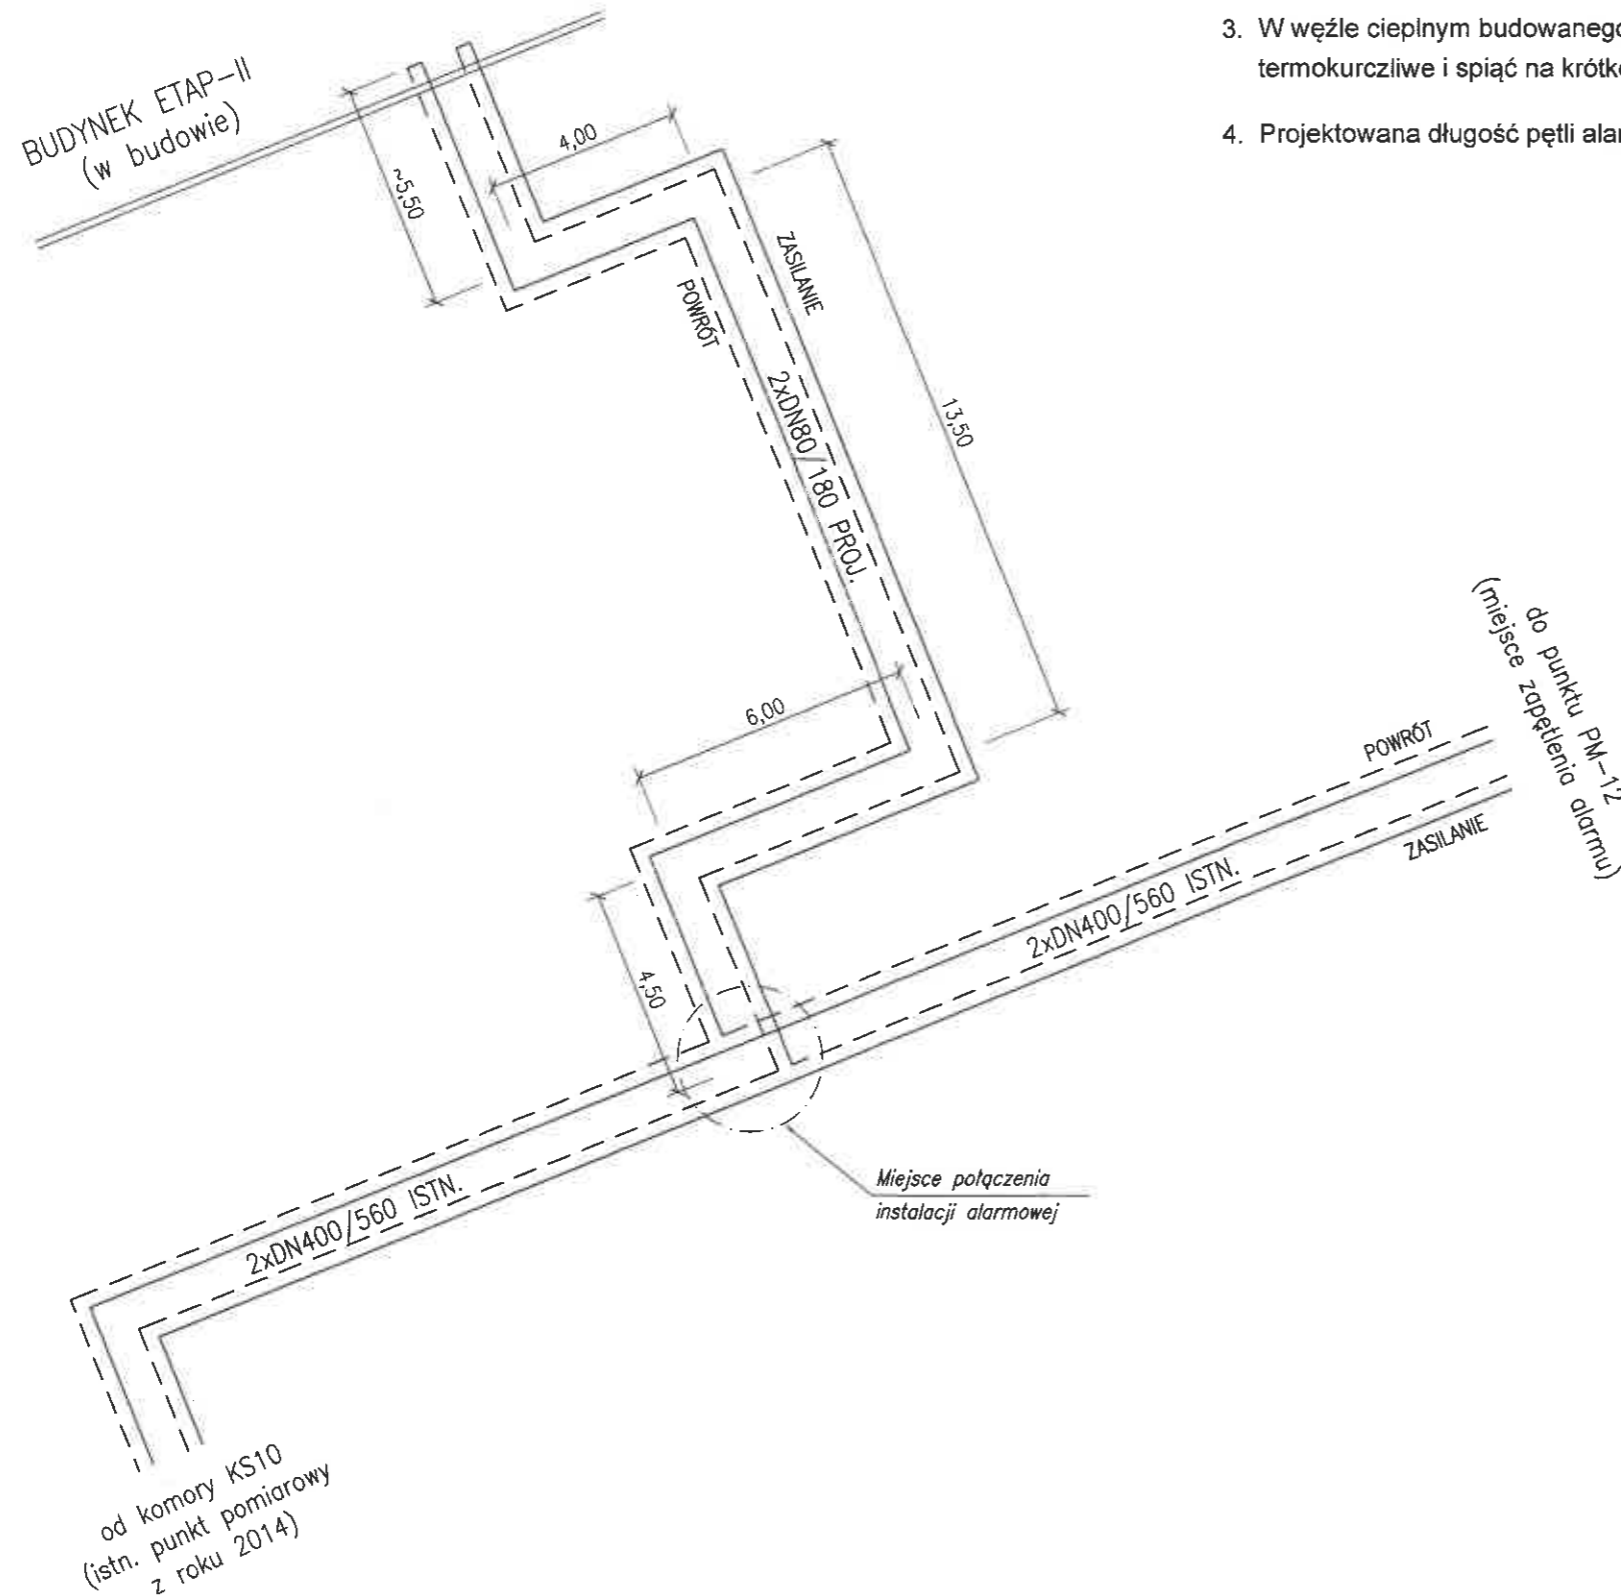 3. W węźle cieplnym budowanego
termokurczliwe i spiąć na krótko
4. Projektowana długość pętli alar
BUDYNEK ETAP-II
(w budowie)
4,00
~5,50
ZASILANIE
POWRÓT
2xDN80/180 PROJ.
13,50
6,00
do punktu PM-12
(miejsce zapętlenia alarmu)
POWRÓT
ZASILANIE
2xDN400/560 ISTN.
4,50
Miejsce połączenia
instalacji alarmowej
2xDN400/560 ISTN.
od komory KS10
(istn. punkt pomiarowy
z roku 2014)